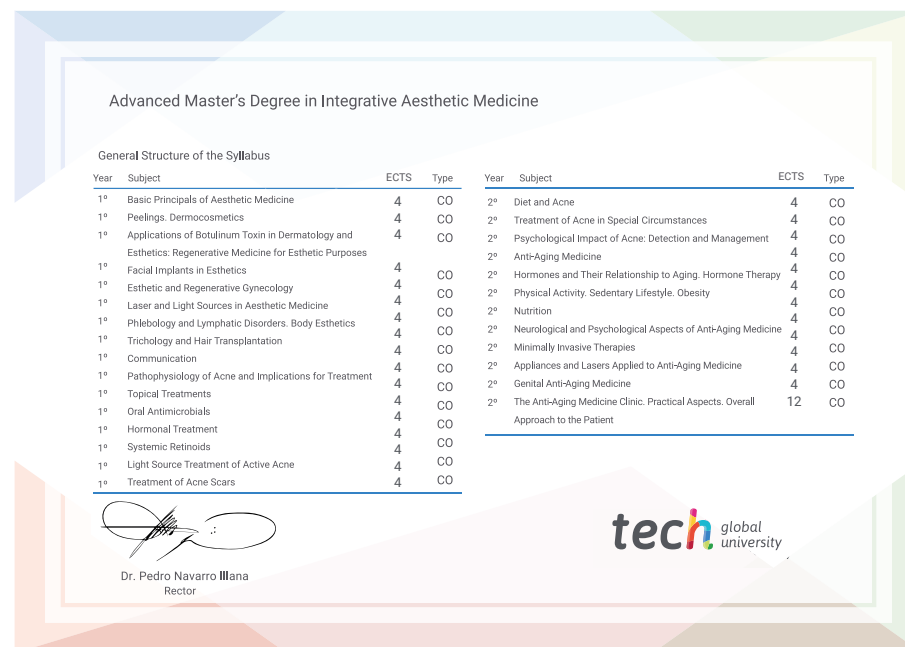 Advanced Master's Degree in Integrative Aesthetic Medicine
General Structure of the Syllabus
Year Subject ECTS Type
1º Basic Principals of Aesthetic Medicine 4 CO
1º Peelings. Dermocosmetics 4 CO
1º Applications of Botulinum Toxin in Dermatology and 4 CO
Esthetics: Regenerative Medicine for Esthetic Purposes
1º Facial Implants in Esthetics 4 CO
1º Esthetic and Regenerative Gynecology 4 CO
1º Laser and Light Sources in Aesthetic Medicine 4 CO
1º Phlebology and Lymphatic Disorders. Body Esthetics 4 CO
1º Trichology and Hair Transplantation 4 CO
1º Communication 4 CO
1º Pathophysiology of Acne and Implications for Treatment 4 CO
1º Topical Treatments 4 CO
1º Oral Antimicrobials 4 CO
1º Hormonal Treatment 4 CO
1º Systemic Retinoids 4 CO
1º Light Source Treatment of Active Acne 4 CO
1º Treatment of Acne Scars 4 CO
Year Subject ECTS Type
2º Diet and Acne 4 CO
2º Treatment of Acne in Special Circumstances 4 CO
2º Psychological Impact of Acne: Detection and Management 4 CO
2º Anti-Aging Medicine 4 CO
2º Hormones and Their Relationship to Aging. Hormone Therapy 4 CO
2º Physical Activity. Sedentary Lifestyle. Obesity 4 CO
2º Nutrition 4 CO
2º Neurological and Psychological Aspects of Anti-Aging Medicine 4 CO
2º Minimally Invasive Therapies 4 CO
2º Appliances and Lasers Applied to Anti-Aging Medicine 4 CO
2º Genital Anti-Aging Medicine 4 CO
2º The Anti-Aging Medicine Clinic. Practical Aspects. Overall 12 CO
Approach to the Patient
Dr. Pedro Navarro Illana
Rector
tech global
university